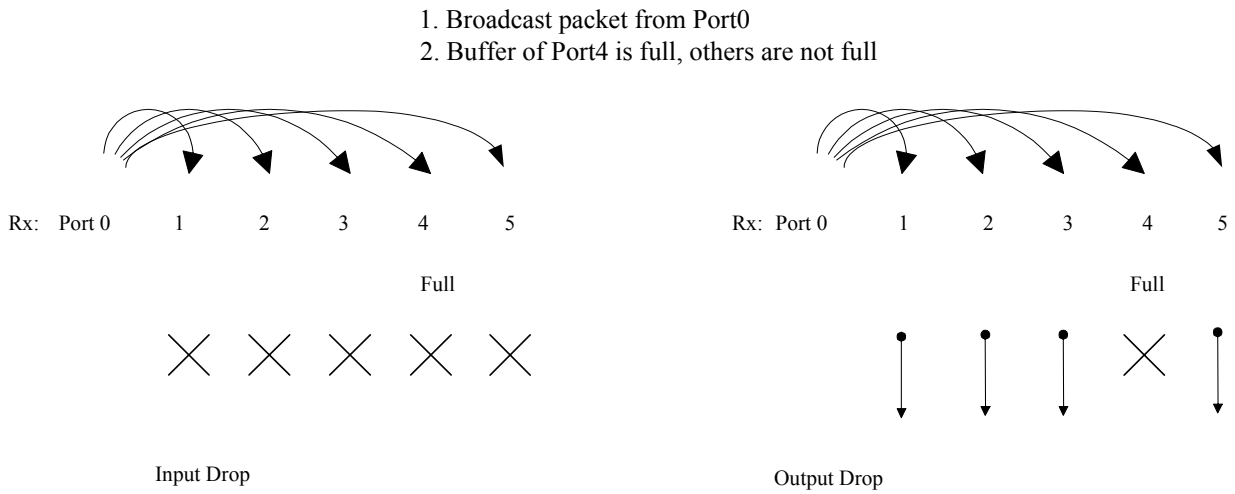 1. Broadcast packet from Port0
2. Buffer of Port4 is full, others are not full
Rx: Port 0 1 2 3 4 5
Full
Input Drop
Rx: Port 0 1 2 3 4 5
Full
Output Drop